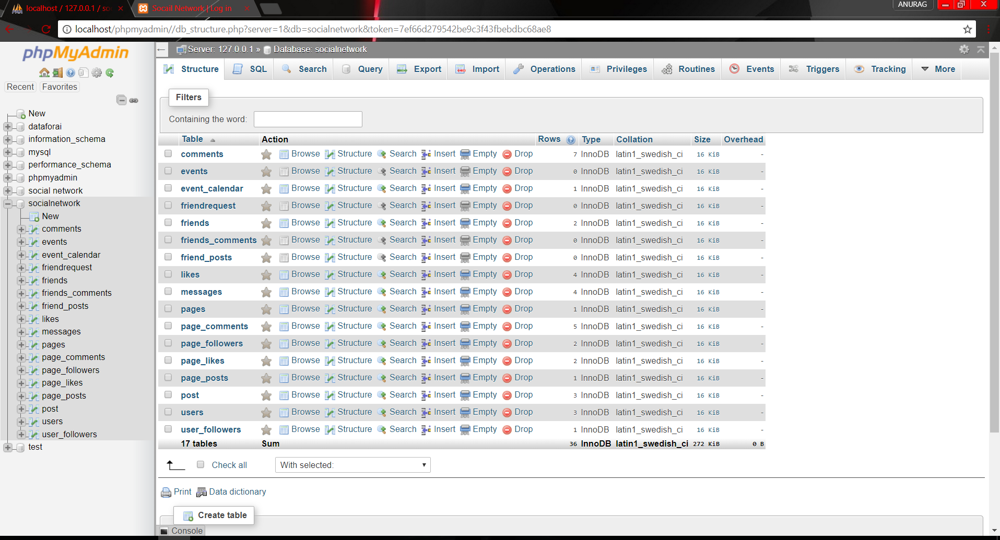 localhost / 127.0.0.1 / so
Socail Network | Log in
ANURAG
localhost/phpmyadmin//db_structure.php?server=1&db=socialnetwork&token=7ef66d279542be9c3f43fbebdbc68ae8
phpMyAdmin
Recent Favorites
New
dataforai
information_schema
mysql
performance_schema
phpmyadmin
social network
socialnetwork
New
comments
events
event_calendar
friendrequest
friends
friends_comments
friend_posts
likes
messages
pages
page_comments
page_followers
page_likes
page_posts
post
users
user_followers
test
Server: 127.0.0.1 » Database: socialnetwork
Structure SQL Search Query Export Import Operations Privileges Routines Events Triggers Tracking More
Filters
Containing the word:
Table Action Rows Type Collation Size Overhead
comments Browse Structure Search Insert Empty Drop 7 InnoDB latin1_swedish_ci 16 KiB -
events Browse Structure Search Insert Empty Drop 0 InnoDB latin1_swedish_ci 16 KiB -
event_calendar Browse Structure Search Insert Empty Drop 1 InnoDB latin1_swedish_ci 16 KiB -
friendrequest Browse Structure Search Insert Empty Drop 0 InnoDB latin1_swedish_ci 16 KiB -
friends Browse Structure Search Insert Empty Drop 2 InnoDB latin1_swedish_ci 16 KiB -
friends_comments Browse Structure Search Insert Empty Drop 0 InnoDB latin1_swedish_ci 16 KiB -
friend_posts Browse Structure Search Insert Empty Drop 0 InnoDB latin1_swedish_ci 16 KiB -
likes Browse Structure Search Insert Empty Drop 4 InnoDB latin1_swedish_ci 16 KiB -
messages Browse Structure Search Insert Empty Drop 4 InnoDB latin1_swedish_ci 16 KiB -
pages Browse Structure Search Insert Empty Drop 1 InnoDB latin1_swedish_ci 16 KiB -
page_comments Browse Structure Search Insert Empty Drop 5 InnoDB latin1_swedish_ci 16 KiB -
page_followers Browse Structure Search Insert Empty Drop 2 InnoDB latin1_swedish_ci 16 KiB -
page_likes Browse Structure Search Insert Empty Drop 2 InnoDB latin1_swedish_ci 16 KiB -
page_posts Browse Structure Search Insert Empty Drop 1 InnoDB latin1_swedish_ci 16 KiB -
post Browse Structure Search Insert Empty Drop 3 InnoDB latin1_swedish_ci 16 KiB -
users Browse Structure Search Insert Empty Drop 3 InnoDB latin1_swedish_ci 16 KiB -
user_followers Browse Structure Search Insert Empty Drop 1 InnoDB latin1_swedish_ci 16 KiB -
17 tables Sum 36 InnoDB latin1_swedish_ci 272 KiB 0 B
Check all With selected:
Print Data dictionary
Create table
Console